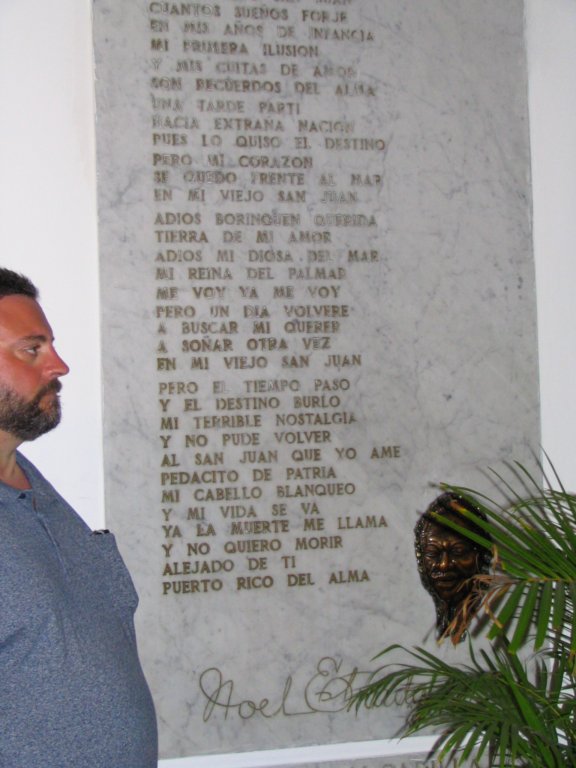 SAN JUAN
CUANTOS SUEÑOS FORJE
EN MIS AÑOS DE INFANCIA
MI PRIMERA ILUSION
Y MIS CUITAS DE AMOR
SON RECUERDOS DEL ALMA
UNA TARDE PARTI
HACIA EXTRAÑA NACION
PUES LO QUISO EL DESTINO
PERO MI CORAZON
SE QUEDO FRENTE AL MAR
EN MI VIEJO SAN JUAN
ADIOS BORINQUEN QUERIDA
TIERRA DE MI AMOR
ADIOS MI DIOSA DEL MAR
MI REINA DEL PALMAR
ME VOY YA ME VOY
PERO UN DIA VOLVERE
A BUSCAR MI QUERER
A SOÑAR OTRA VEZ
EN MI VIEJO SAN JUAN
PERO EL TIEMPO PASO
Y EL DESTINO BURLO
MI TERRIBLE NOSTALGIA
Y NO PUDE VOLVER
AL SAN JUAN QUE YO AME
PEDACITO DE PATRIA
MI CABELLO BLANQUEO
Y MI VIDA SE VA
YA LA MUERTE ME LLAMA
Y NO QUIERO MORIR
ALEJADO DE TI
PUERTO RICO DEL ALMA
Noel Estrada